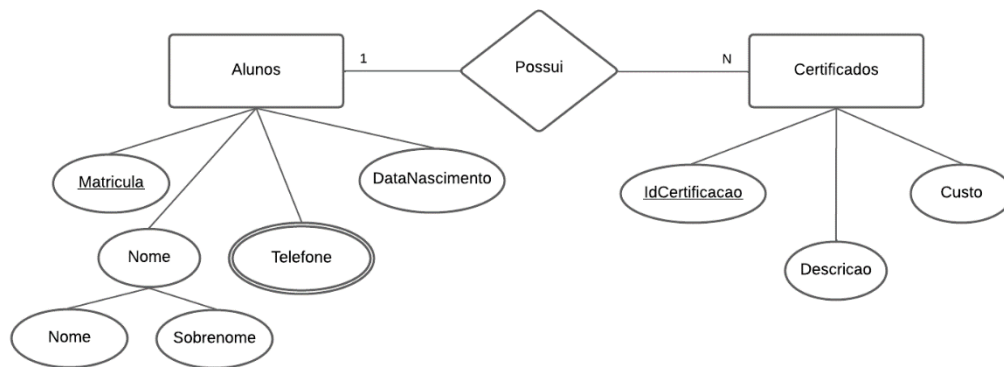 Alunos
1
Possui
N
Certificados
Matricula
DataNascimento
IdCertificacao
Custo
Nome
Telefone
Descricao
Nome
Sobrenome